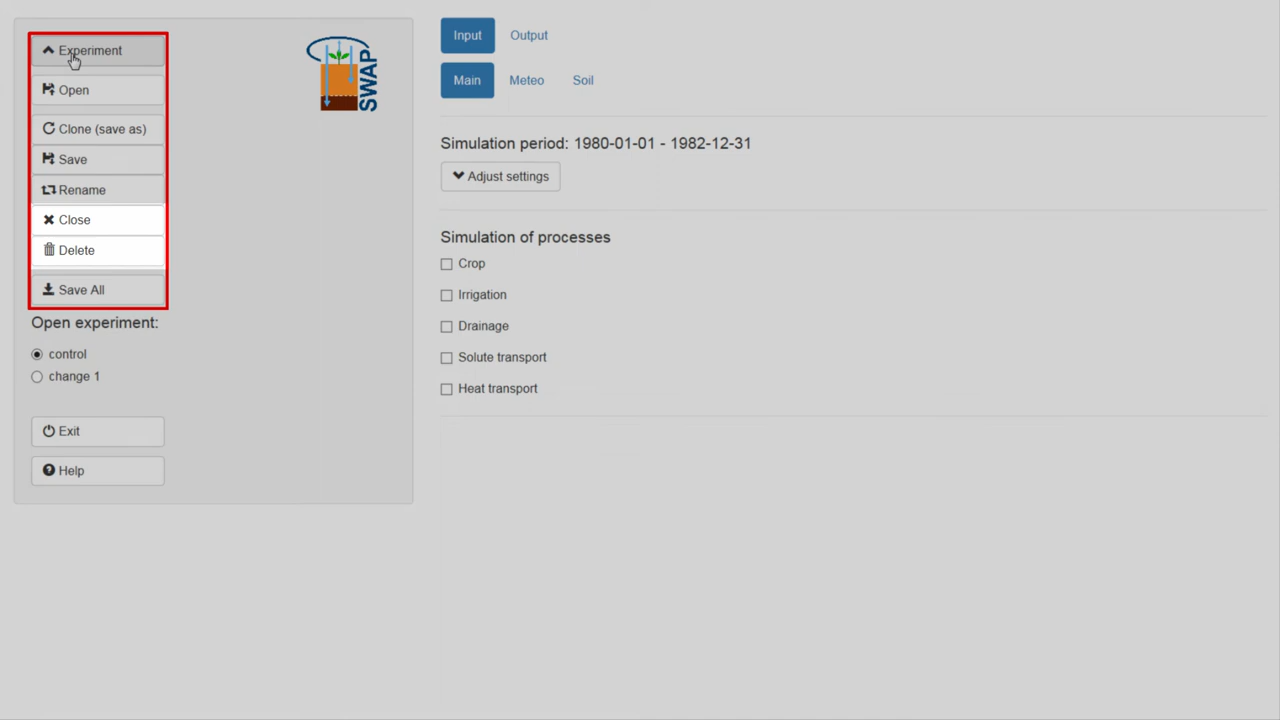 Experiment
Open
Clone (save as)
Save
Rename
Close
Delete
Save All
Open experiment:
control
change 1
Exit
Help
SWAP
Input Output
Main Meteo Soil
Simulation period: 1980-01-01 - 1982-12-31
Adjust settings
Simulation of processes
Crop
Irrigation
Drainage
Solute transport
Heat transport